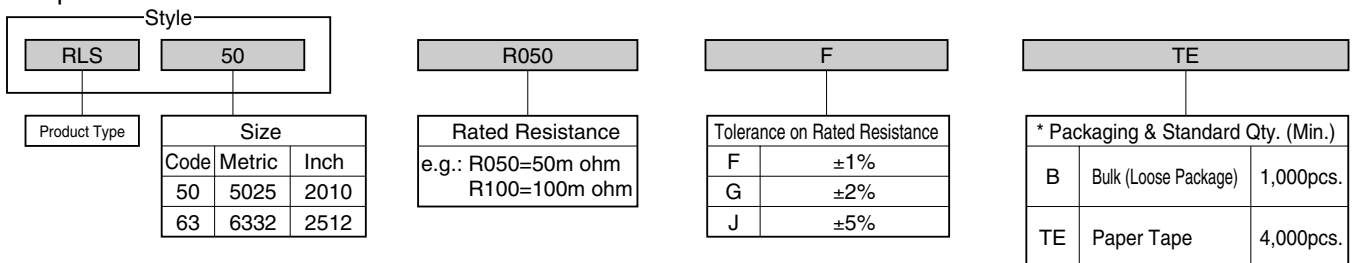 Style
RLS 50 R050 F TE
Product Type
Size
Code Metric Inch
50 5025 2010
63 6332 2512
Rated Resistance
e.g.: R050=50m ohm
R100=100m ohm
Tolerance on Rated Resistance
F ±1%
G ±2%
J ±5%
* Packaging & Standard Qty. (Min.)
B Bulk (Loose Package) 1,000pcs.
TE Paper Tape 4,000pcs.